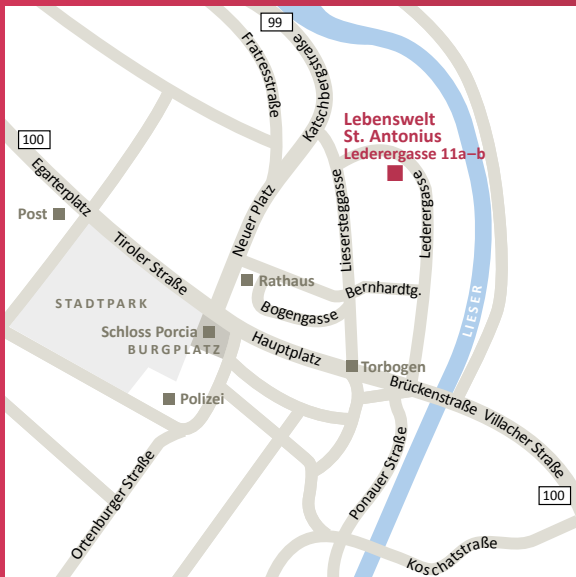 99
Fratresstraße
Katschbergstraße
Lebenswelt
St. Antonius
Lederergasse 11a–b
100
Egarterplatz
Post
Neuer Platz
Liesersteggasse
Lederergasse
Tiroler Straße
Rathaus
Bernhardtg.
STADTPARK
Bogengasse
LIESER
Schloss Porcia
BURGPLATZ
Hauptplatz
Torbogen
Polizei
Brückenstraße
Villacher Straße
Ortenburger Straße
Ponauer Straße
100
Koschatstraße